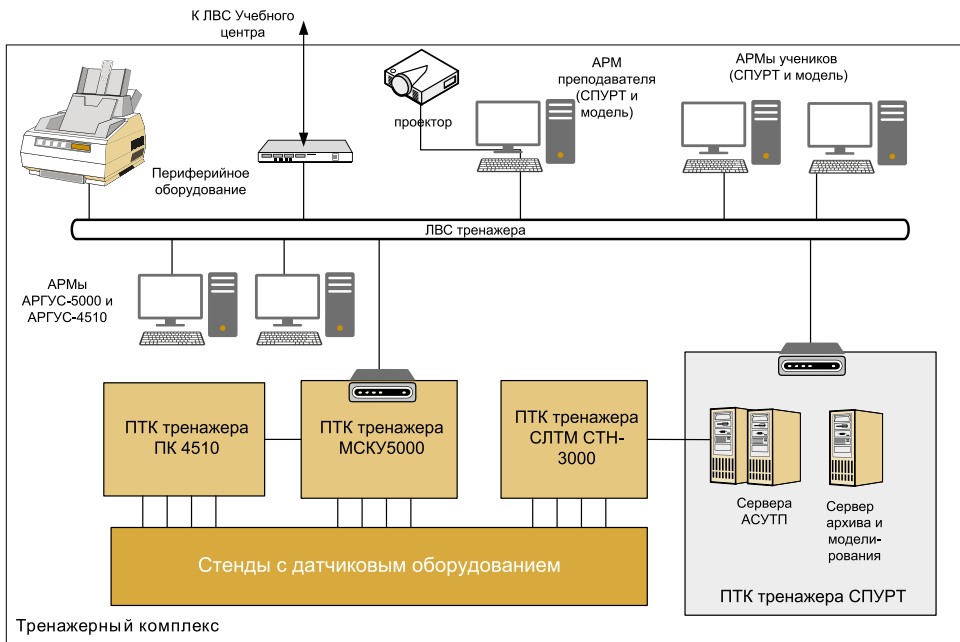 К ЛВС Учебного
центра
АРМ
преподавателя
(СПУРТ и
модель)
АРМы учеников
(СПУРТ и модель)
проектор
Периферийное
оборудование
ЛВС тренажера
АРМы
АРГУС-5000 и
АРГУС-4510
ПТК тренажера
ПК 4510
ПТК тренажера
МСКУ5000
ПТК тренажера
СЛТМ СТН-
3000
Сервера
АСУТП
Сервер
архива и
модели-
рования
Стенды с датчиковым оборудованием
ПТК тренажера СПУРТ
Тренажерный комплекс